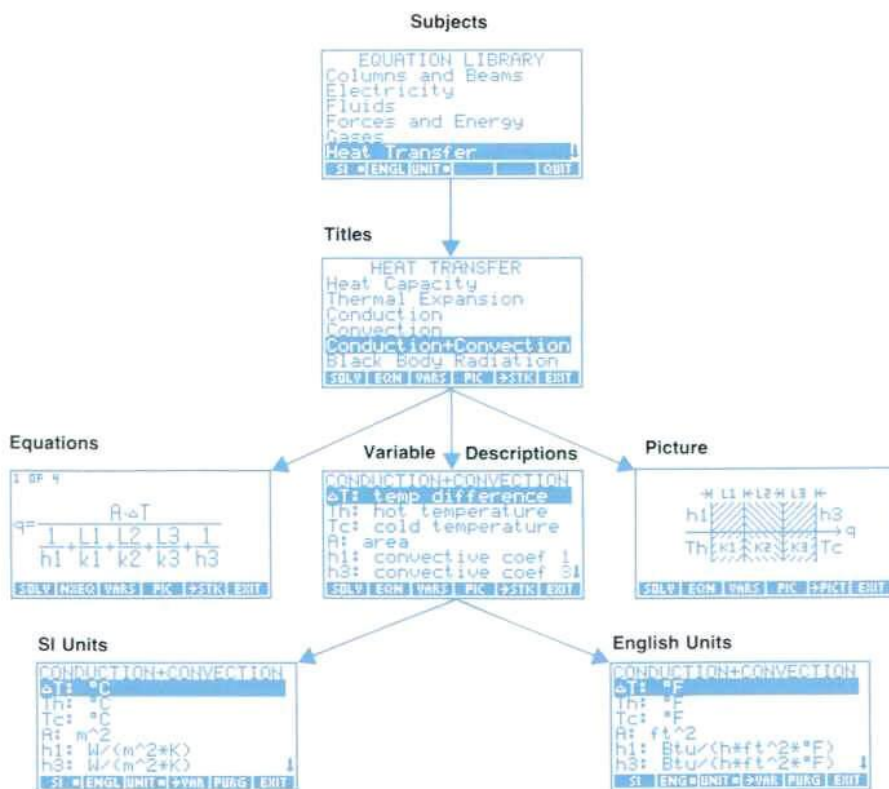 Subjects
EQUATION LIBRARY
Columns and Beams
Electricity
Fluids
Forces and Energy
Gases
Heat Transfer
SI ENGL UNIT QUIT
Titles
HEAT TRANSFER
Heat Capacity
Thermal Expansion
Conduction
Convection
Conduction+Convection
Black Body Radiation
SOLV EQN VARS PIC →STK EXIT
Equations
1 OF 4
q= A·ΔT
1 L1 L2 L3 1
h1 + k1 + k2 + k3 + h3
SOLV NXEQ VARS PIC →STK EXIT
Variable Descriptions
CONDUCTION+CONVECTION
ΔT: temp difference
Th: hot temperature
Tc: cold temperature
A: area
h1: convective coef 1
h3: convective coef 3
SOLV EQN VARS PIC →STK EXIT
Picture
L1 L2 L3
h1 h3
q
Th K1 K2 K3 Tc
SOLV EQN VARS PIC →PICT EXIT
SI Units
CONDUCTION+CONVECTION
ΔT: °C
Th: °C
Tc: °C
A: m^2
h1: W/(m^2*K)
h3: W/(m^2*K)
SI ENGL UNIT →VAR PURG EXIT
English Units
CONDUCTION+CONVECTION
ΔT: °F
Th: °F
Tc: °F
A: ft^2
h1: Btu/(h*ft^2*°F)
h3: Btu/(h*ft^2*°F)
SI ENG UNIT →VAR PURG EXIT